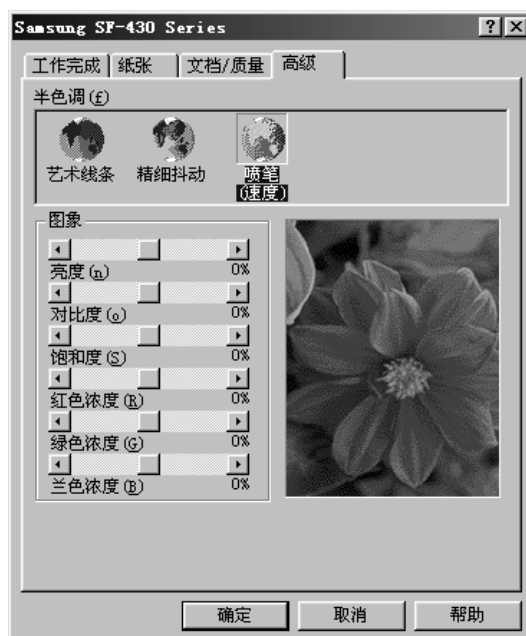 Samsung SF-430 Series
工作完成 纸张 文档/质量 高级
半色调(f)
艺术线条 精细抖动 喷笔
(速度)
图象
亮度(n) 0%
对比度(o) 0%
饱和度(S) 0%
红色浓度(R) 0%
绿色浓度(G) 0%
兰色浓度(B) 0%
确定 取消 帮助